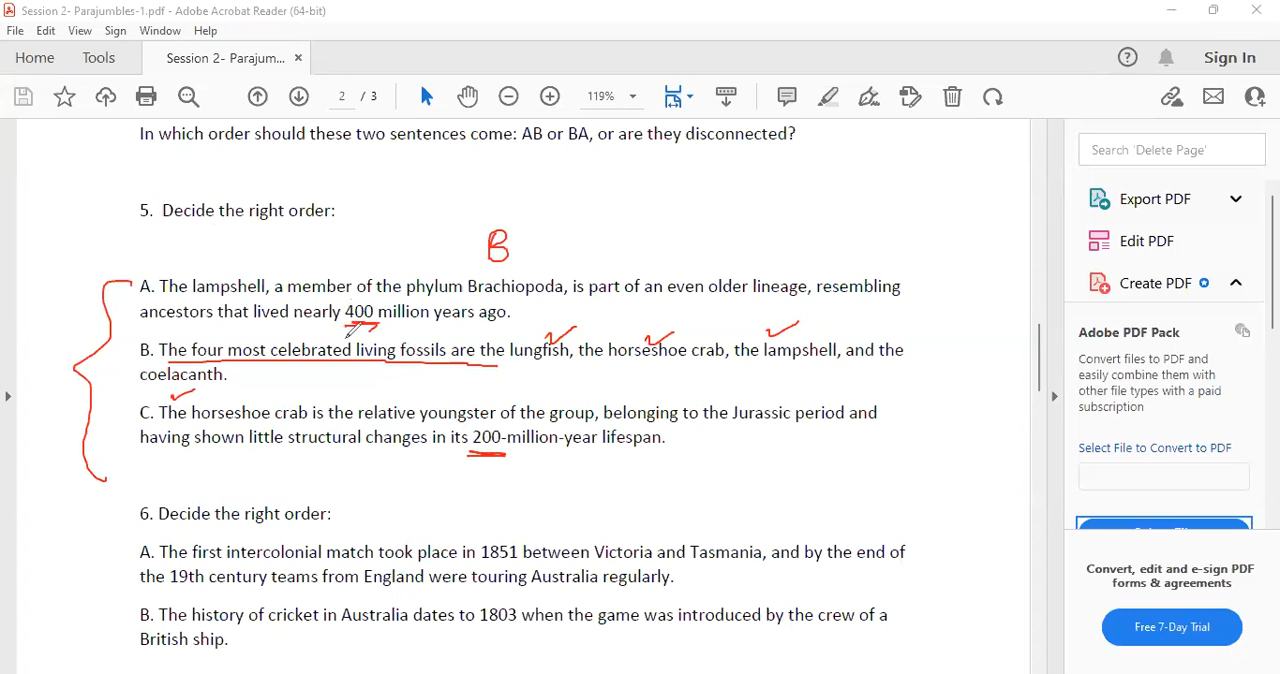 Session 2- Parajumbles-1.pdf - Adobe Acrobat Reader (64-bit)
File Edit View Sign Window Help
Home Tools Session 2- Parajum... × Sign In
2 / 3 119%
In which order should these two sentences come: AB or BA, or are they disconnected?
Search 'Delete Page'
Export PDF
5. Decide the right order:
Edit PDF
B
Create PDF
A. The lampshell, a member of the phylum Brachiopoda, is part of an even older lineage, resembling
ancestors that lived nearly 400 million years ago.
B. The four most celebrated living fossils are the lungfish, the horseshoe crab, the lampshell, and the
coelacanth.
C. The horseshoe crab is the relative youngster of the group, belonging to the Jurassic period and
having shown little structural changes in its 200-million-year lifespan.
Adobe PDF Pack
Convert files to PDF and
easily combine them with
other file types with a paid
subscription
Select File to Convert to PDF
6. Decide the right order:
A. The first intercolonial match took place in 1851 between Victoria and Tasmania, and by the end of
the 19th century teams from England were touring Australia regularly.
B. The history of cricket in Australia dates to 1803 when the game was introduced by the crew of a
British ship.
Convert, edit and e-sign PDF
forms & agreements
Free 7-Day Trial